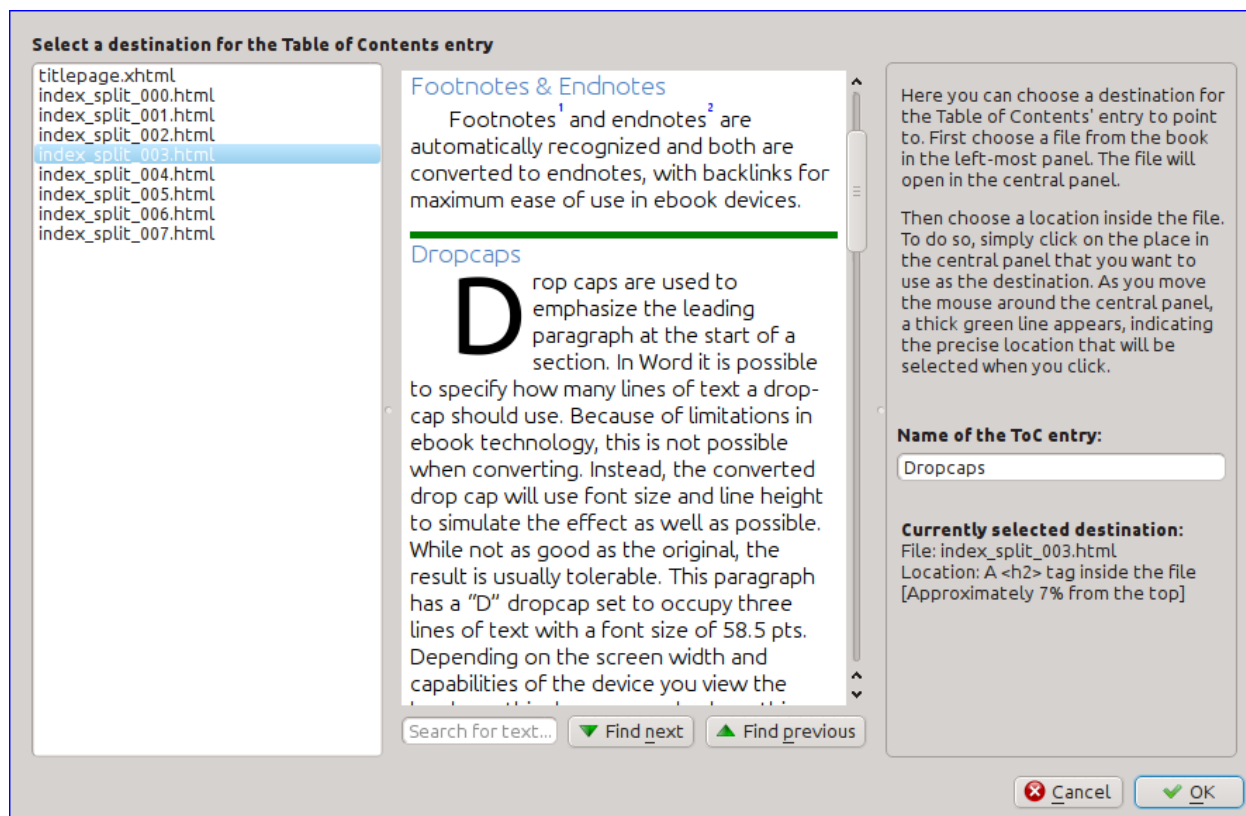 Select a destination for the Table of Contents entry
titlepage.xhtml
index_split_000.html
index_split_001.html
index_split_002.html
index_split_003.html
index_split_004.html
index_split_005.html
index_split_006.html
index_split_007.html
Footnotes & Endnotes
Footnotes1 and endnotes2 are
automatically recognized and both are
converted to endnotes, with backlinks for
maximum ease of use in ebook devices.
Dropcaps
Drop caps are used to
emphasize the leading
paragraph at the start of a
section. In Word it is possible
to specify how many lines of text a drop-
cap should use. Because of limitations in
ebook technology, this is not possible
when converting. Instead, the converted
drop cap will use font size and line height
to simulate the effect as well as possible.
While not as good as the original, the
result is usually tolerable. This paragraph
has a “D” dropcap set to occupy three
lines of text with a font size of 58.5 pts.
Depending on the screen width and
capabilities of the device you view the
Search for text...
Find next
Find previous
Here you can choose a destination for
the Table of Contents' entry to point
to. First choose a file from the book
in the left-most panel. The file will
open in the central panel.
Then choose a location inside the file.
To do so, simply click on the place in
the central panel that you want to
use as the destination. As you move
the mouse around the central panel,
a thick green line appears, indicating
the precise location that will be
selected when you click.
Name of the ToC entry:
Dropcaps
Currently selected destination:
File: index_split_003.html
Location: A <h2> tag inside the file
[Approximately 7% from the top]
Cancel
OK